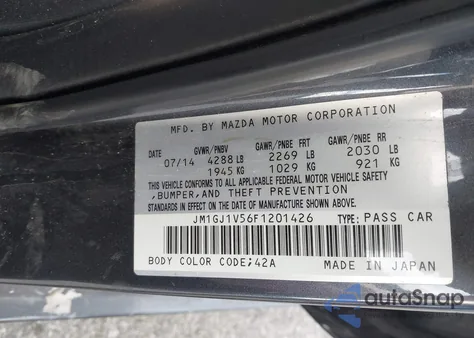 MFD. BY MAZDA MOTOR CORPORATION
DATE GVWR/PNBV GAWR/PNBE FRT GAWR/PNBE RR
07/14 4288 LB 2269 LB 2030 LB
1945 KG 1029 KG 921 KG
THIS VEHICLE CONFORMS TO ALL APPLICABLE FEDERAL MOTOR VEHICLE SAFETY
,BUMPER,AND THEFT PREVENTION
STANDARDS IN EFFECT ON THE DATE OF MANUFACTURE SHOWN ABOVE.
JM1GJ1V56F1201426 TYPE: PASS CAR
BODY COLOR CODE;42A MADE IN JAPAN
autoSnap